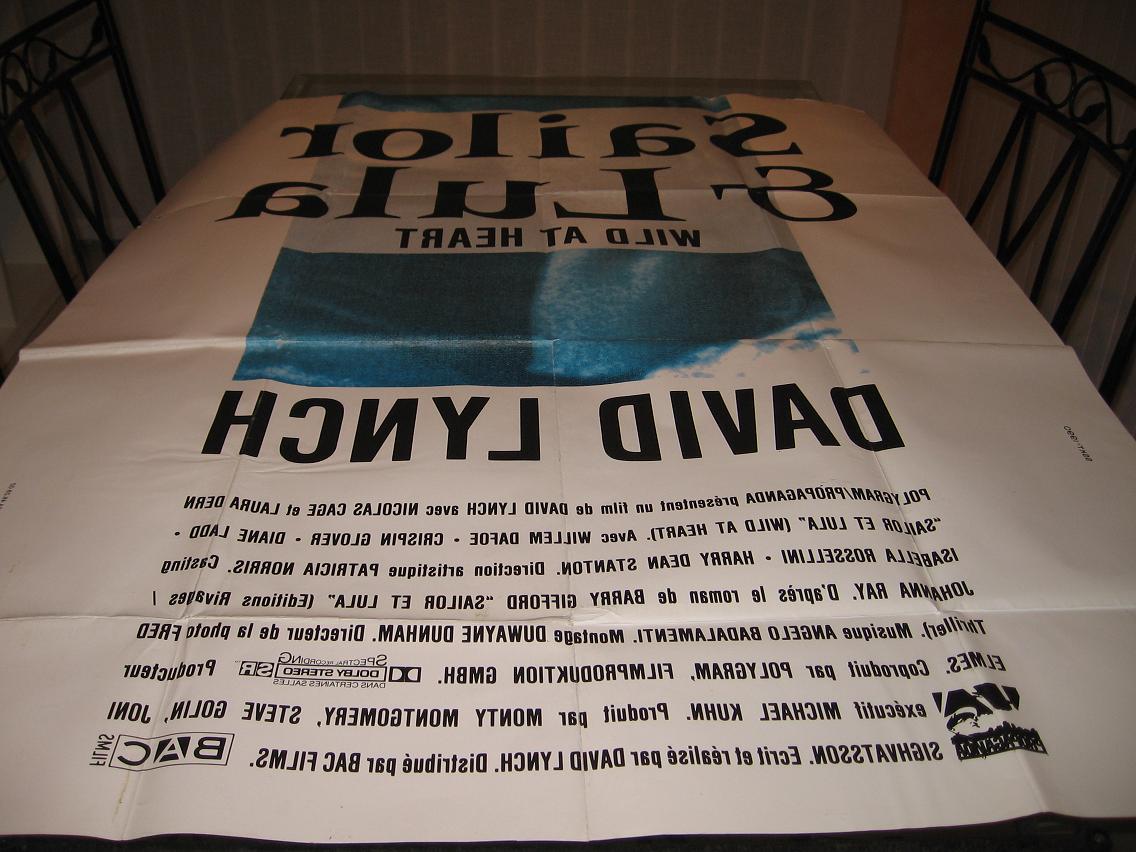 Sailor
& Lula
WILD AT HEART
DAVID LYNCH
POLYGRAM/PROPAGANDA présentent un film de DAVID LYNCH avec NICOLAS CAGE et LAURA DERN
"SAILOR ET LULA" (WILD AT HEART). Avec WILLEM DAFOE • CRISPIN GLOVER • DIANE LADD •
ISABELLA ROSSELLINI • HARRY DEAN STANTON. Direction artistique PATRICIA NORRIS. Casting
JOHANNA RAY. D'après le roman de BARRY GIFFORD "SAILOR ET LULA" (Editions Rivages /
Thriller). Musique ANGELO BADALAMENTI. Montage DUWAYNE DUNHAM. Directeur de la photo FRED
ELMES. Coproduit par POLYGRAM, FILMPRODUKTION GMBH. Producteur
SPECTRAL RECORDING
DOLBY STEREO SR
DANS CERTAINES SALLES
exécutif MICHAEL KUHN. Produit par MONTY MONTGOMERY, STEVE GOLIN, JONI
SIGHVATSSON. Ecrit et réalisé par DAVID LYNCH. Distribué par BAC FILMS.
PROPAGANDA
BAC
FILMS